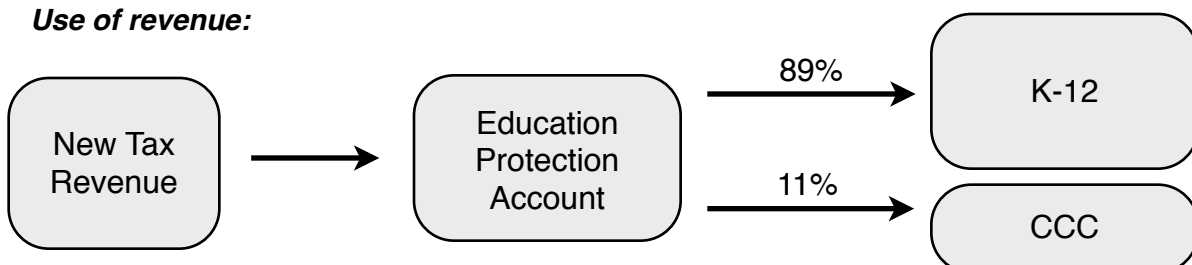 Use of revenue:
New Tax
Revenue
Education
Protection
Account
89%
K-12
11%
CCC